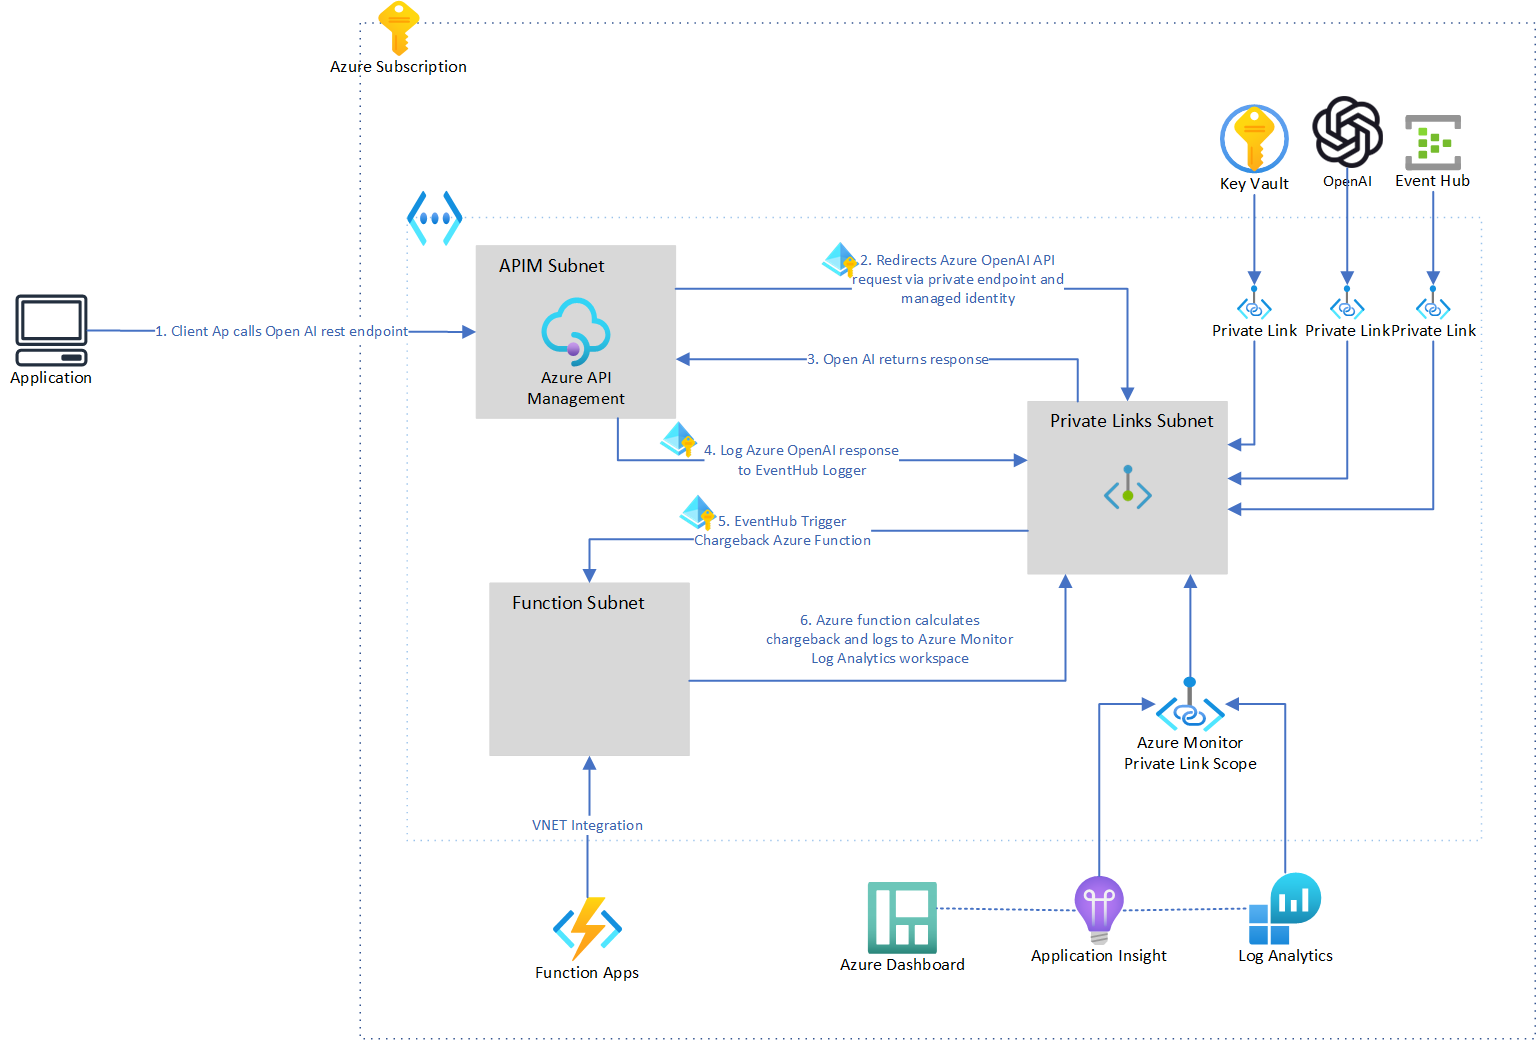 Azure Subscription
Key Vault
OpenAI
Event Hub
APIM Subnet
2. Redirects Azure OpenAI API
request via private endpoint and
managed identity
Private Link
Private Link
Private Link
1. Client Ap calls Open AI rest endpoint
Application
Azure API
Management
3. Open AI returns response
Private Links Subnet
4. Log Azure OpenAI response
to EventHub Logger
5. EventHub Trigger
Chargeback Azure Function
Function Subnet
6. Azure function calculates
chargeback and logs to Azure Monitor
Log Analytics workspace
Azure Monitor
Private Link Scope
VNET Integration
Function Apps
Azure Dashboard
Application Insight
Log Analytics